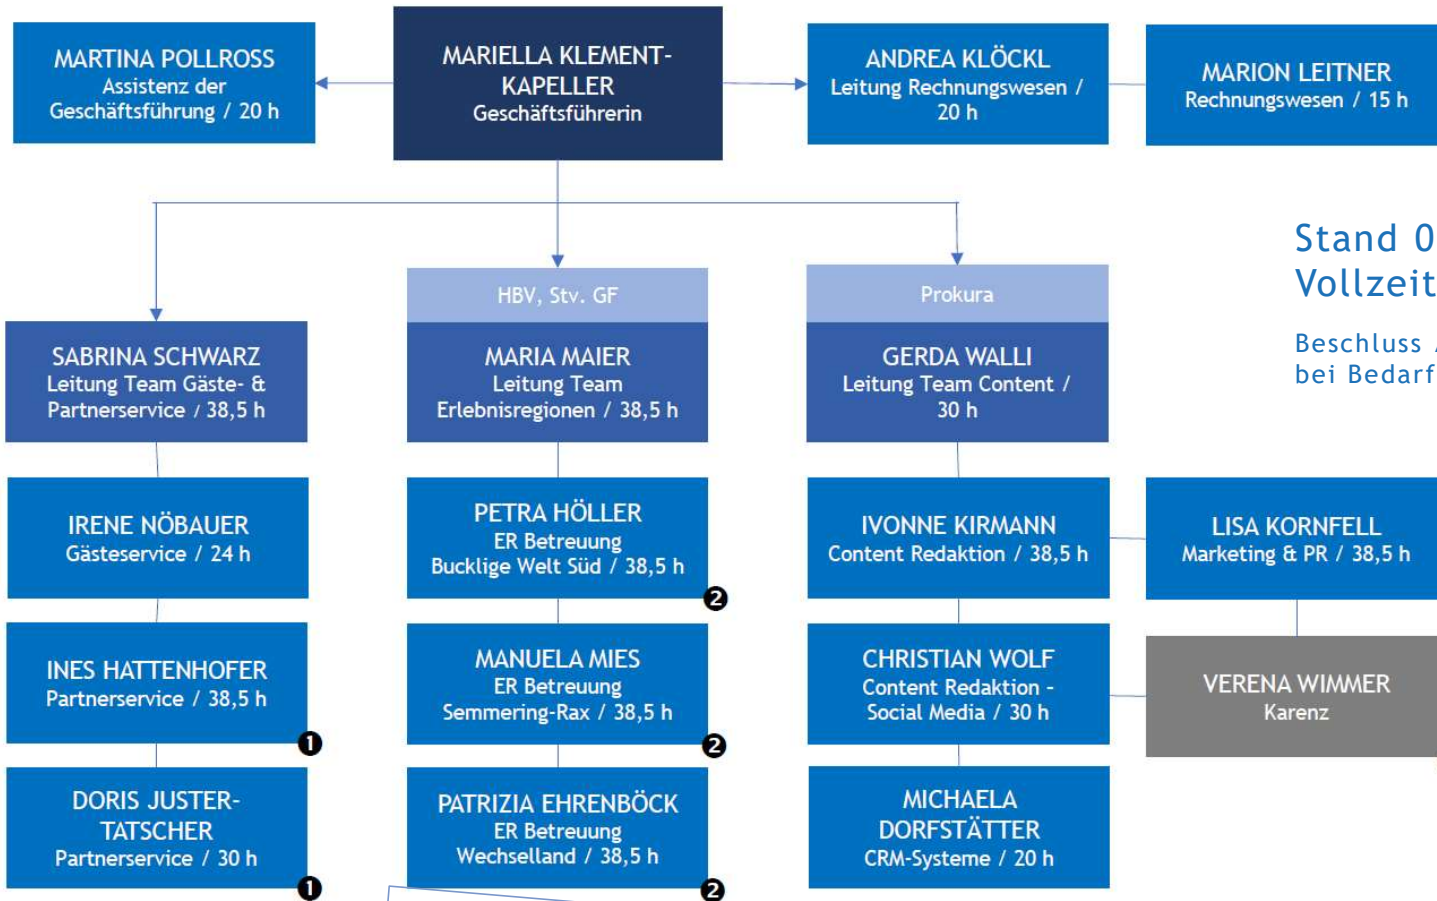 MARTINA POLLROSS
Assistenz der
Geschäftsführung / 20 h
MARIELLA KLEMENT-
KAPELLER
Geschäftsführerin
ANDREA KLÖCKL
Leitung Rechnungswesen /
20 h
MARION LEITNER
Rechnungswesen / 15 h
Stand 0
Vollzeit
Beschluss
bei Bedarf
HBV, Stv. GF
Prokura
SABRINA SCHWARZ
Leitung Team Gäste- &
Partnerservice / 38,5 h
MARIA MAIER
Leitung Team
Erlebnisregionen / 38,5 h
GERDA WALLI
Leitung Team Content /
30 h
IRENE NÖBAUER
Gästeservice / 24 h
PETRA HÖLLER
ER Betreuung
Bucklige Welt Süd / 38,5 h
❷
IVONNE KIRMANN
Content Redaktion / 38,5 h
LISA KORNFELL
Marketing & PR / 38,5 h
INES HATTENHOFER
Partnerservice / 38,5 h
❶
MANUELA MIES
ER Betreuung
Semmering-Rax / 38,5 h
❷
CHRISTIAN WOLF
Content Redaktion –
Social Media / 30 h
VERENA WIMMER
Karenz
DORIS JUSTER-
TATSCHER
Partnerservice / 30 h
❶
PATRIZIA EHRENBÖCK
ER Betreuung
Wechselland / 38,5 h
❷
MICHAELA
DORFSTÄTTER
CRM-Systeme / 20 h